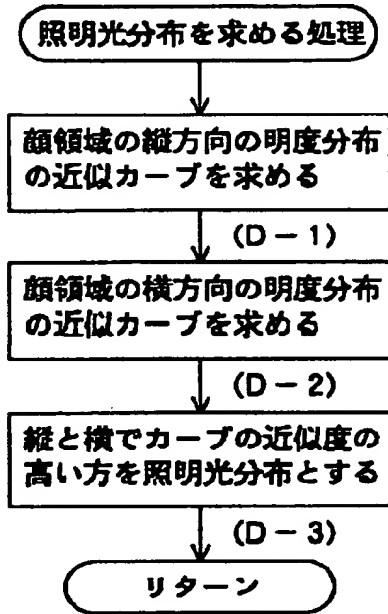 照明光分布を求める処理
顔領域の縦方向の明度分布
の近似カーブを求める
(D-1)
顔領域の横方向の明度分布
の近似カーブを求める
(D-2)
縦と横でカーブの近似度の
高い方を照明光分布とする
(D-3)
リターン